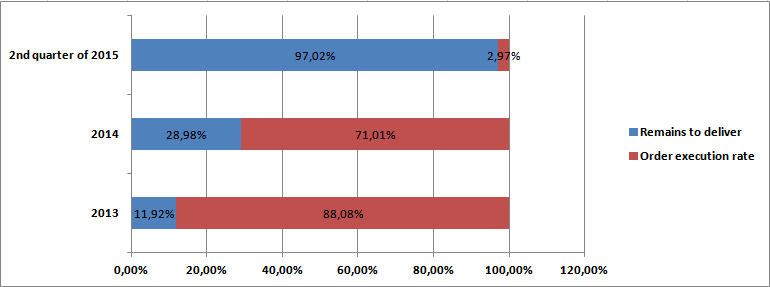 2nd quarter of 2015
97,02%
2,97%
2014
28,98%
71,01%
2013
11,92%
88,08%
0,00% 20,00% 40,00% 60,00% 80,00% 100,00% 120,00%
Remains to deliver
Order execution rate